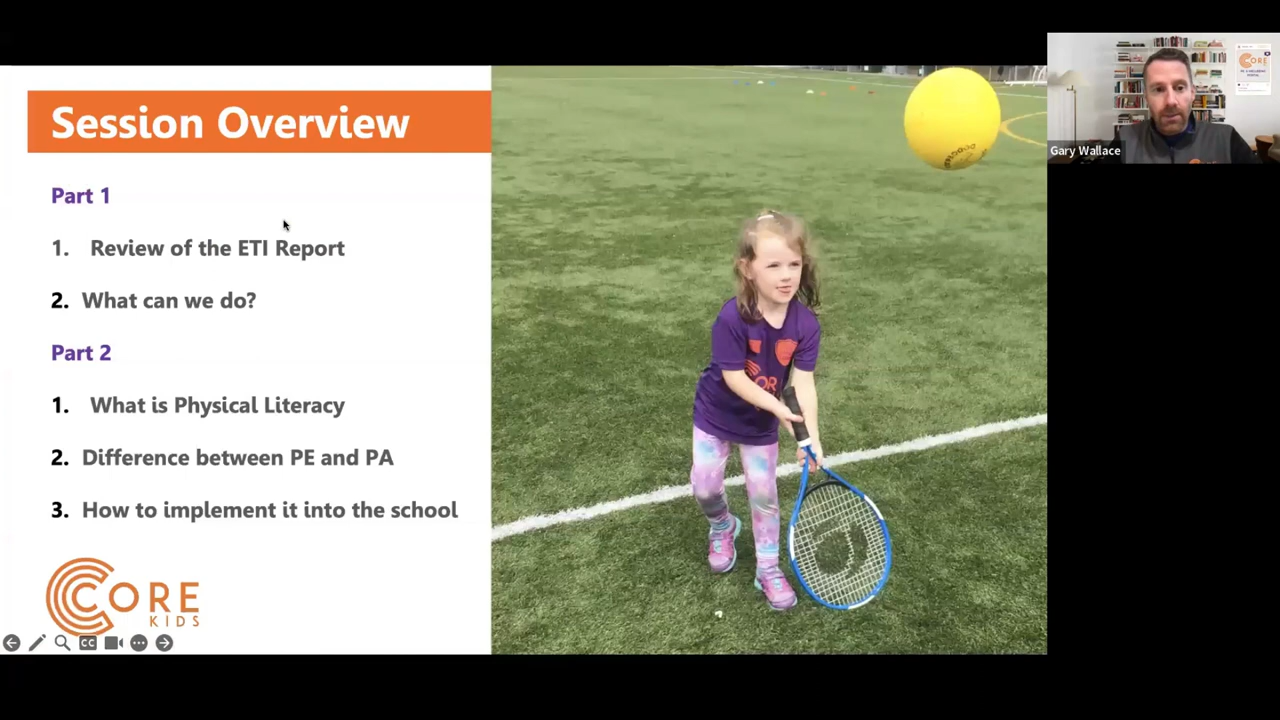 Session Overview
Part 1
1. Review of the ETI Report
2. What can we do?
Part 2
1. What is Physical Literacy
2. Difference between PE and PA
3. How to implement it into the school
CORE
KIDS
CC
Gary Wallace
CORE